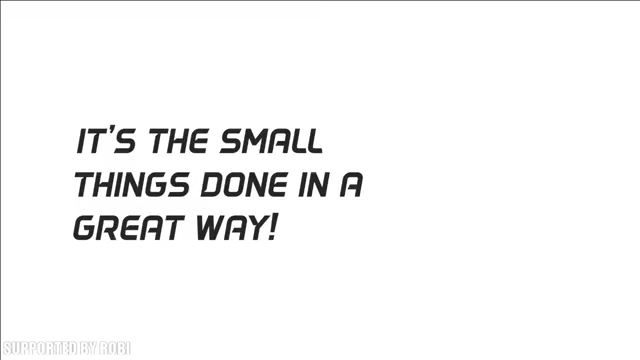 IT'S THE SMALL
THINGS DONE IN A
GREAT WAY!
SUPPORTED BY ROBI